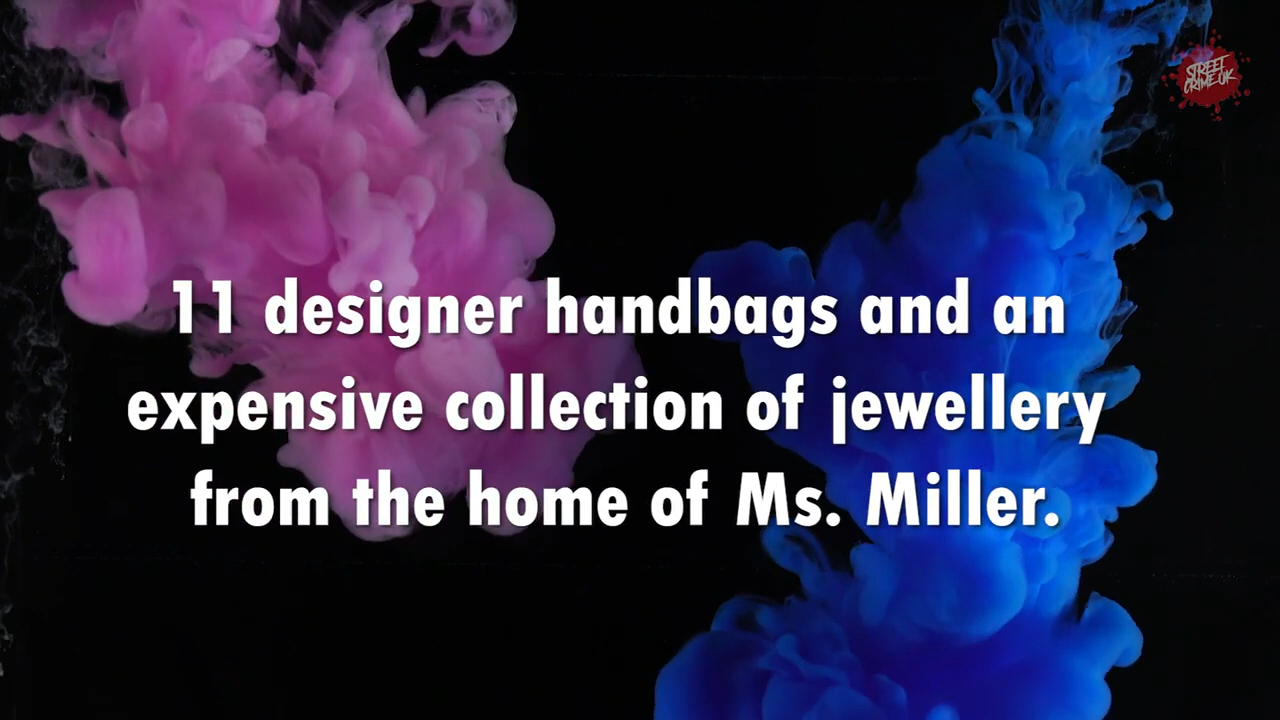 STREET
CRIME UK
11 designer handbags and an
expensive collection of jewellery
from the home of Ms. Miller.